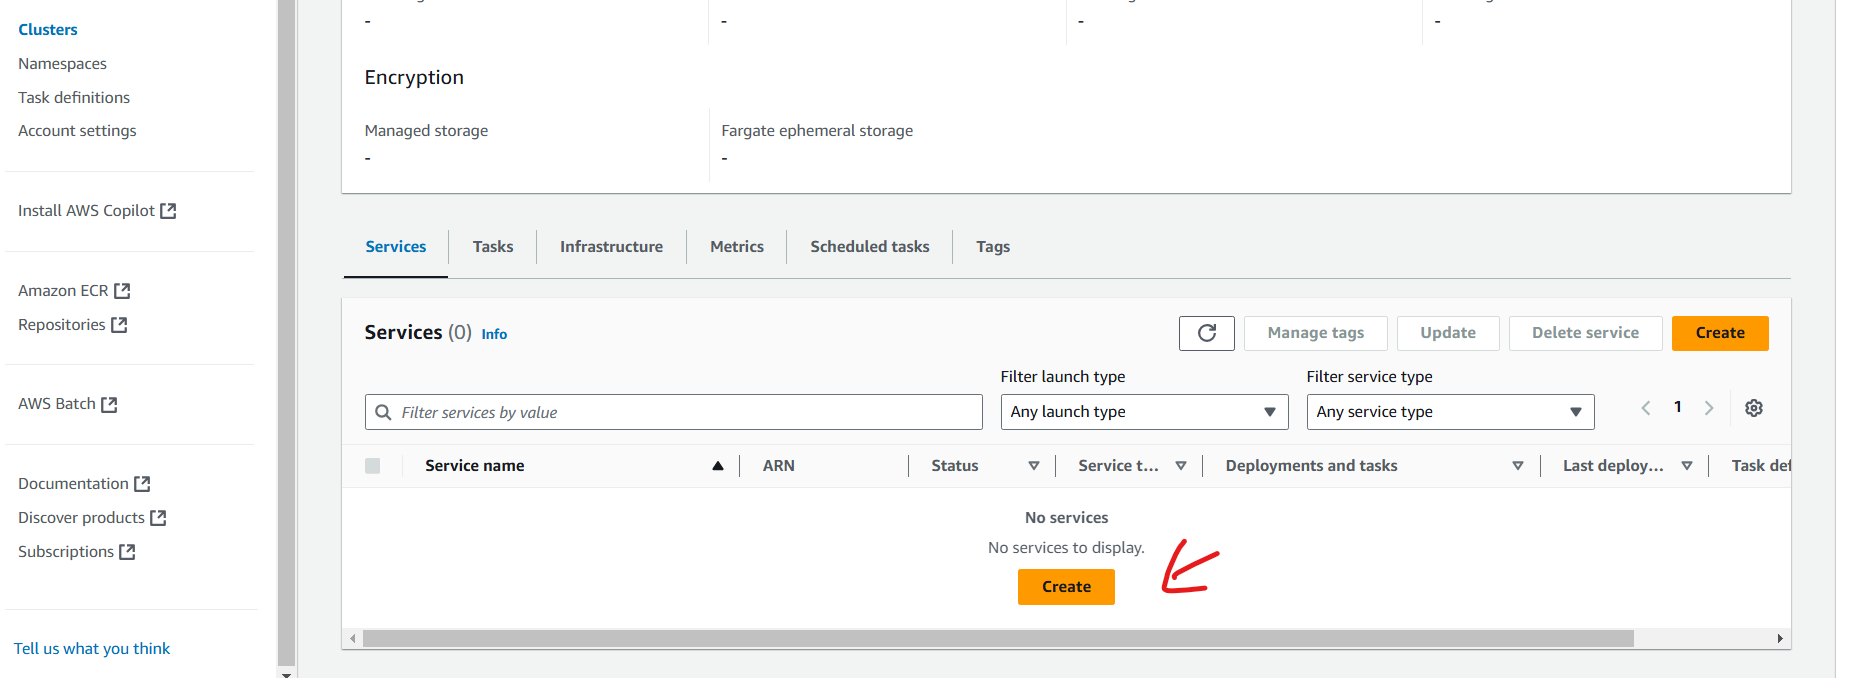 Clusters
Namespaces
Task definitions
Account settings
Install AWS Copilot
Amazon ECR
Repositories
AWS Batch
Documentation
Discover products
Subscriptions
Tell us what you think
- - - -
Encryption
Managed storage Fargate ephemeral storage
- -
Services Tasks Infrastructure Metrics Scheduled tasks Tags
Services (0) Info Manage tags Update Delete service Create
Filter launch type Filter service type
Filter services by value Any launch type Any service type 1
Service name ARN Status Service t... Deployments and tasks Last deploy... Task def
No services
No services to display.
Create